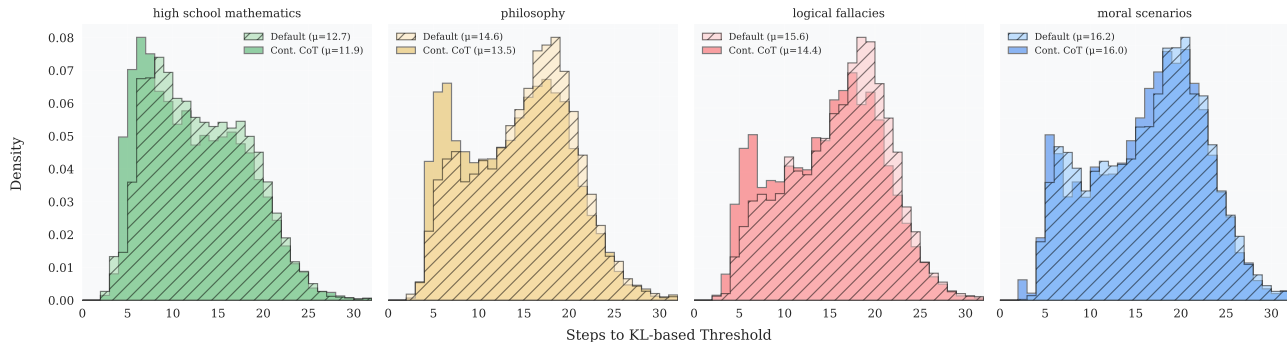 high school mathematics
philosophy
logical fallacies
moral scenarios
Default (μ=12.7)
Cont. CoT (μ=11.9)
Default (μ=14.6)
Cont. CoT (μ=13.5)
Default (μ=15.6)
Cont. CoT (μ=14.4)
Default (μ=16.2)
Cont. CoT (μ=16.0)
Density
0.08
0.07
0.06
0.05
0.04
0.03
0.02
0.01
0.00
0 5 10 15 20 25 30
0 5 10 15 20 25 30
0 5 10 15 20 25 30
0 5 10 15 20 25 30
Steps to KL-based Threshold